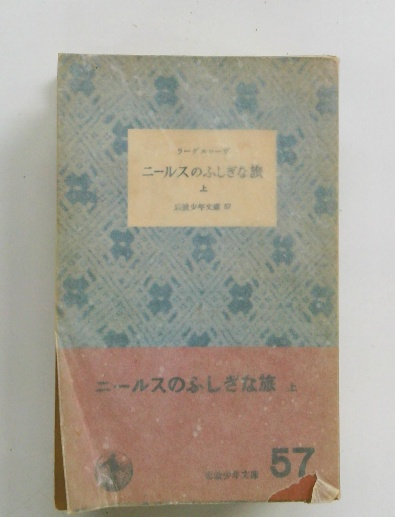 ラーゲルレーヴ
ニールスのふしぎな旅
上
岩波少年文庫 57
ニールスのふしぎな旅 上
岩波少年文庫 57